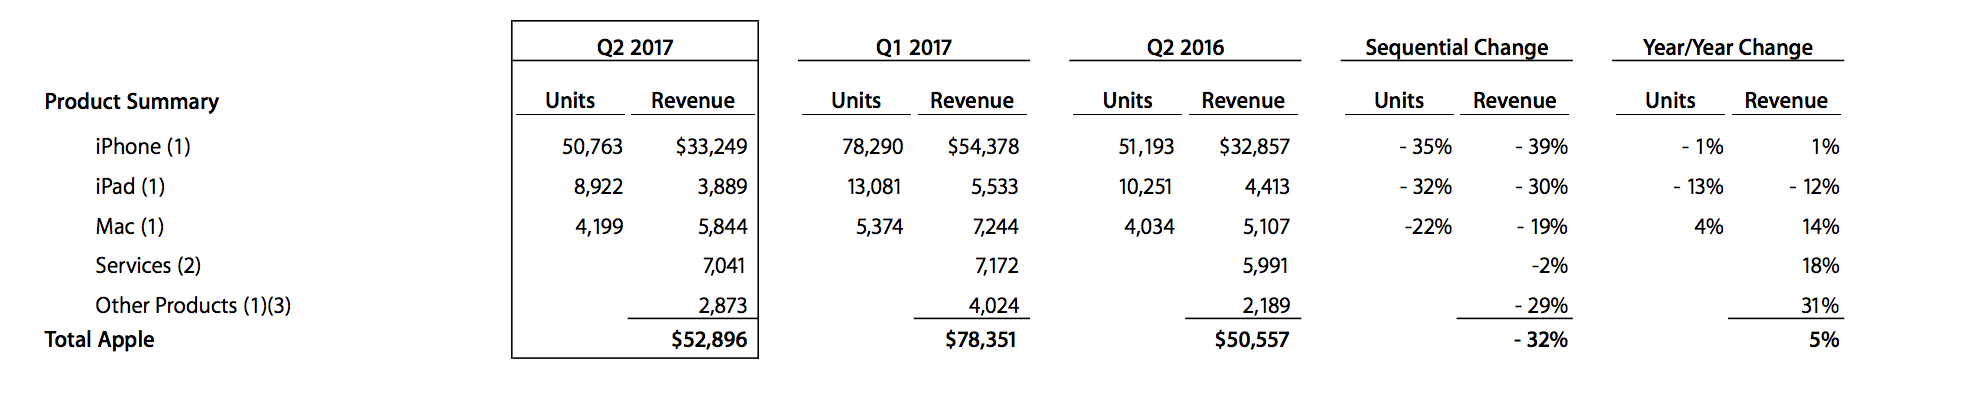 Q2 2017 Q1 2017 Q2 2016 Sequential Change Year/Year Change
Product Summary Units Revenue Units Revenue Units Revenue Units Revenue Units Revenue
iPhone (1) 50,763 $33,249 78,290 $54,378 51,193 $32,857 - 35% - 39% - 1% 1%
iPad (1) 8,922 3,889 13,081 5,533 10,251 4,413 - 32% - 30% - 13% - 12%
Mac (1) 4,199 5,844 5,374 7,244 4,034 5,107 -22% - 19% 4% 14%
Services (2) 7,041 7,172 5,991 -2% 18%
Other Products (1)(3) 2,873 4,024 2,189 - 29% 31%
Total Apple $52,896 $78,351 $50,557 - 32% 5%